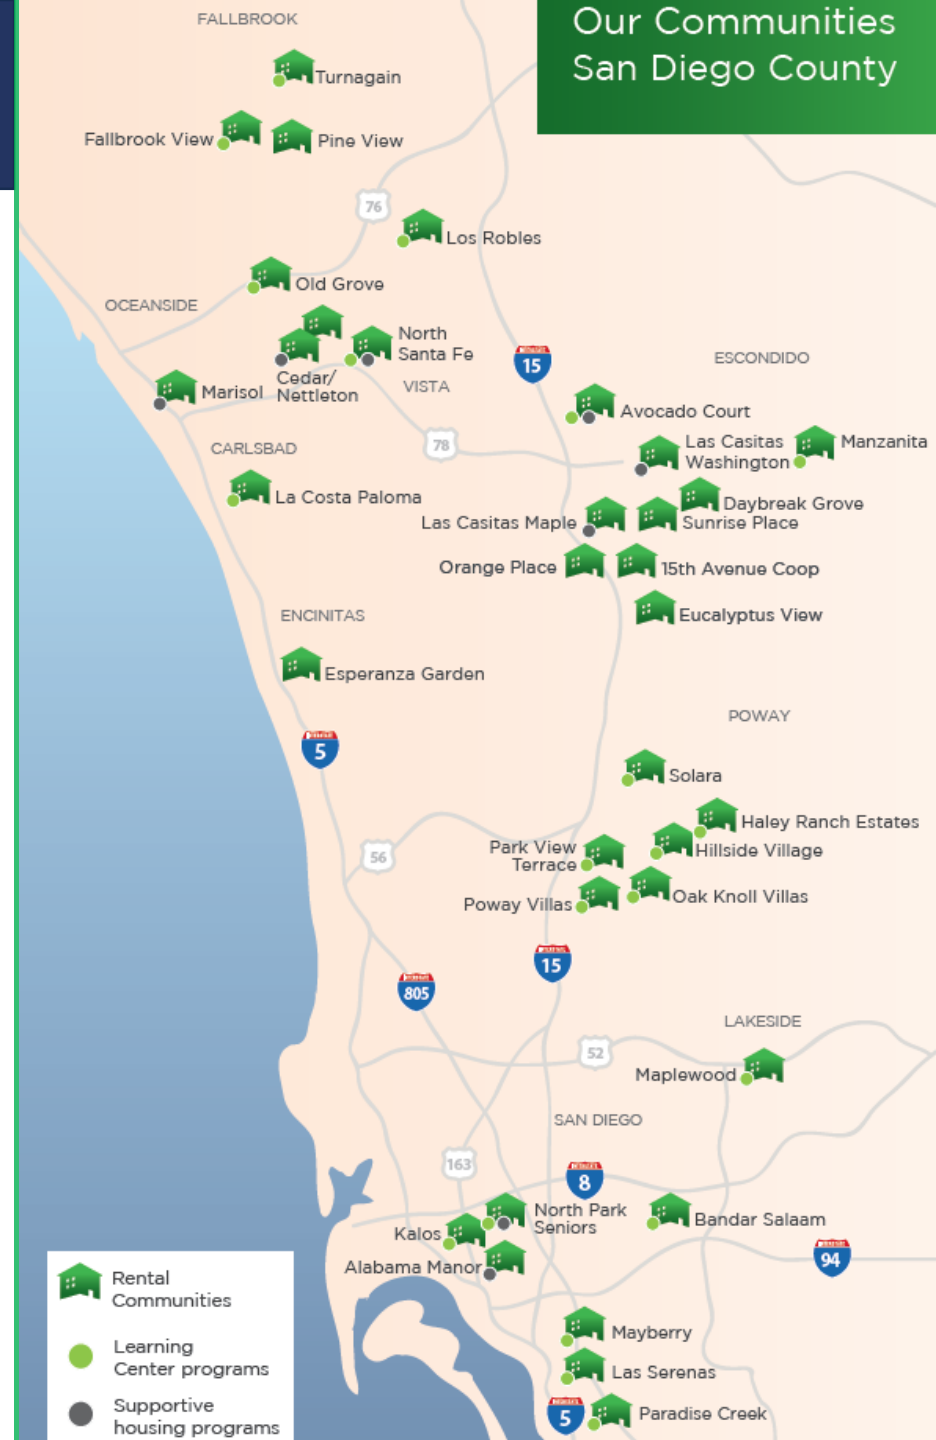 Our Communities
San Diego County
FALLBROOK
Turnagain
Fallbrook View
Pine View
76
Los Robles
Old Grove
OCEANSIDE
North
Santa Fe
Cedar/
Nettleton
VISTA
15
ESCONDIDO
Marisol
Avocado Court
CARLSBAD
78
Las Casitas
Washington
Manzanita
La Costa Paloma
Daybreak Grove
Las Casitas Maple
Sunrise Place
Orange Place
15th Avenue Coop
ENCINITAS
Eucalyptus View
Esperanza Garden
POWAY
5
Solara
Haley Ranch Estates
56
Park View
Terrace
Hillside Village
Poway Villas
Oak Knoll Villas
15
805
LAKESIDE
52
Maplewood
SAN DIEGO
163
8
North Park
Seniors
Bandar Salaam
Kalos
94
Alabama Manor
Mayberry
Las Serenas
5
Paradise Creek
Rental
Communities
Learning
Center programs
Supportive
housing programs